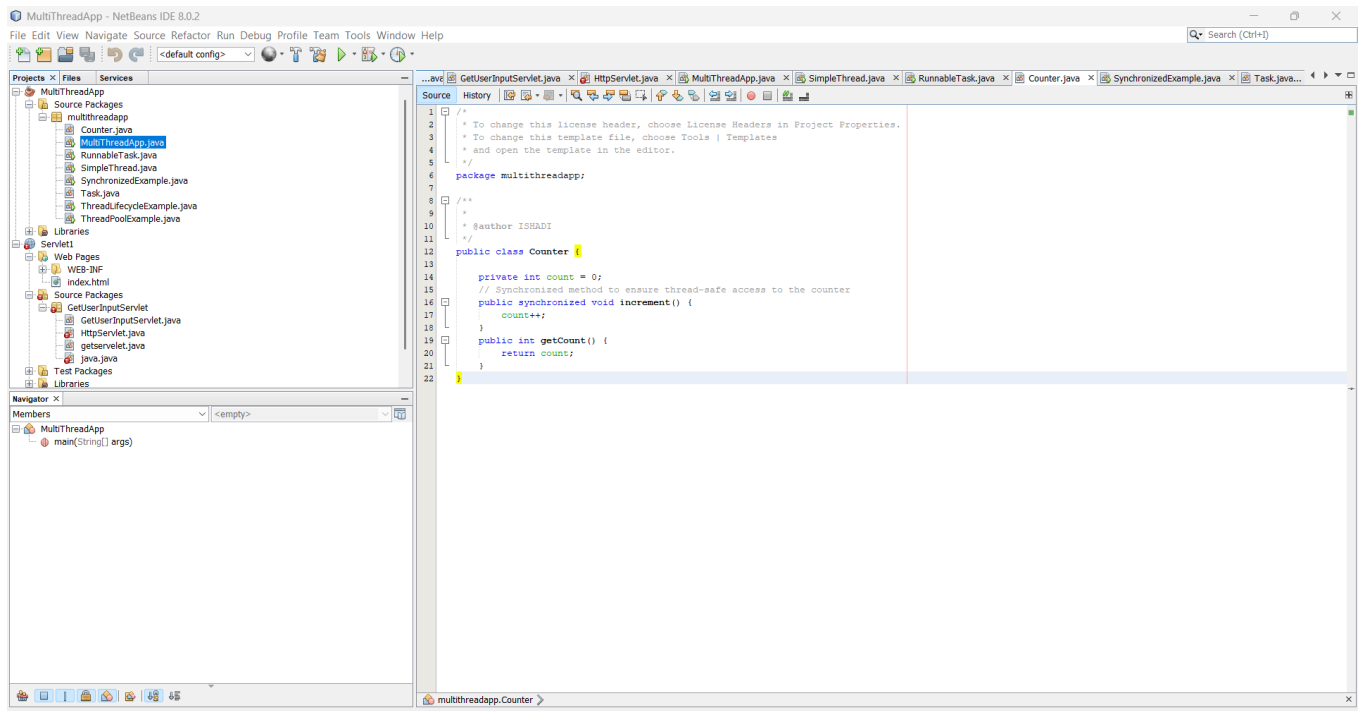 MultiThreadApp - NetBeans IDE 8.0.2
File Edit View Navigate Source Refactor Run Debug Profile Team Tools Window Help
Search (Ctrl+I)
<default config>
Projects × Files Services
MultiThreadApp
Source Packages
multithreadapp
Counter.java
MultiThreadApp.java
RunnableTask.java
SimpleThread.java
SynchronizedExample.java
Task.java
ThreadLifecycleExample.java
ThreadPoolExample.java
Libraries
Servlet1
Web Pages
WEB-INF
index.html
Source Packages
GetUserInputServlet
GetUserInputServlet.java
HttpServlet.java
getservelet.java
java.java
Test Packages
Libraries
Navigator ×
Members <empty>
MultiThreadApp
main(String[] args)
...ave GetUserInputServlet.java × HttpServlet.java × MultiThreadApp.java × SimpleThread.java × RunnableTask.java × Counter.java × SynchronizedExample.java × Task.java...
Source History
1 /*
2 * To change this license header, choose License Headers in Project Properties.
3 * To change this template file, choose Tools | Templates
4 * and open the template in the editor.
5 */
6 package multithreadapp;
7
8 /**
9 *
10 * @author ISHADI
11 */
12 public class Counter {
13
14 private int count = 0;
15 // Synchronized method to ensure thread-safe access to the counter
16 public synchronized void increment() {
17 count++;
18 }
19 public int getCount() {
20 return count;
21 }
22 }
multithreadapp.Counter